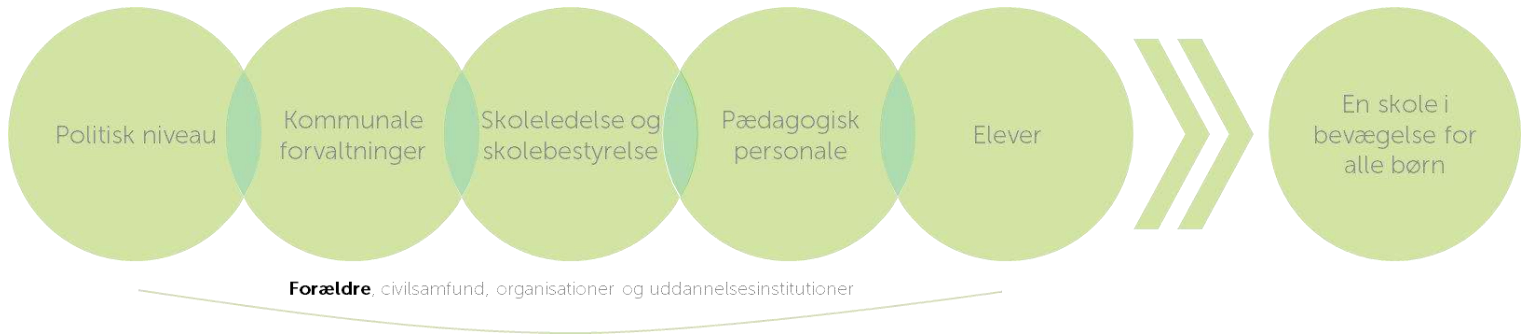 Politisk niveau
Kommunale
forvaltninger
Skoleledelse og
skolebestyrelse
Pædagogisk
personale
Elever
En skole i
bevægelse for
alle børn
Forældre, civilsamfund, organisationer og uddannelsesinstitutioner